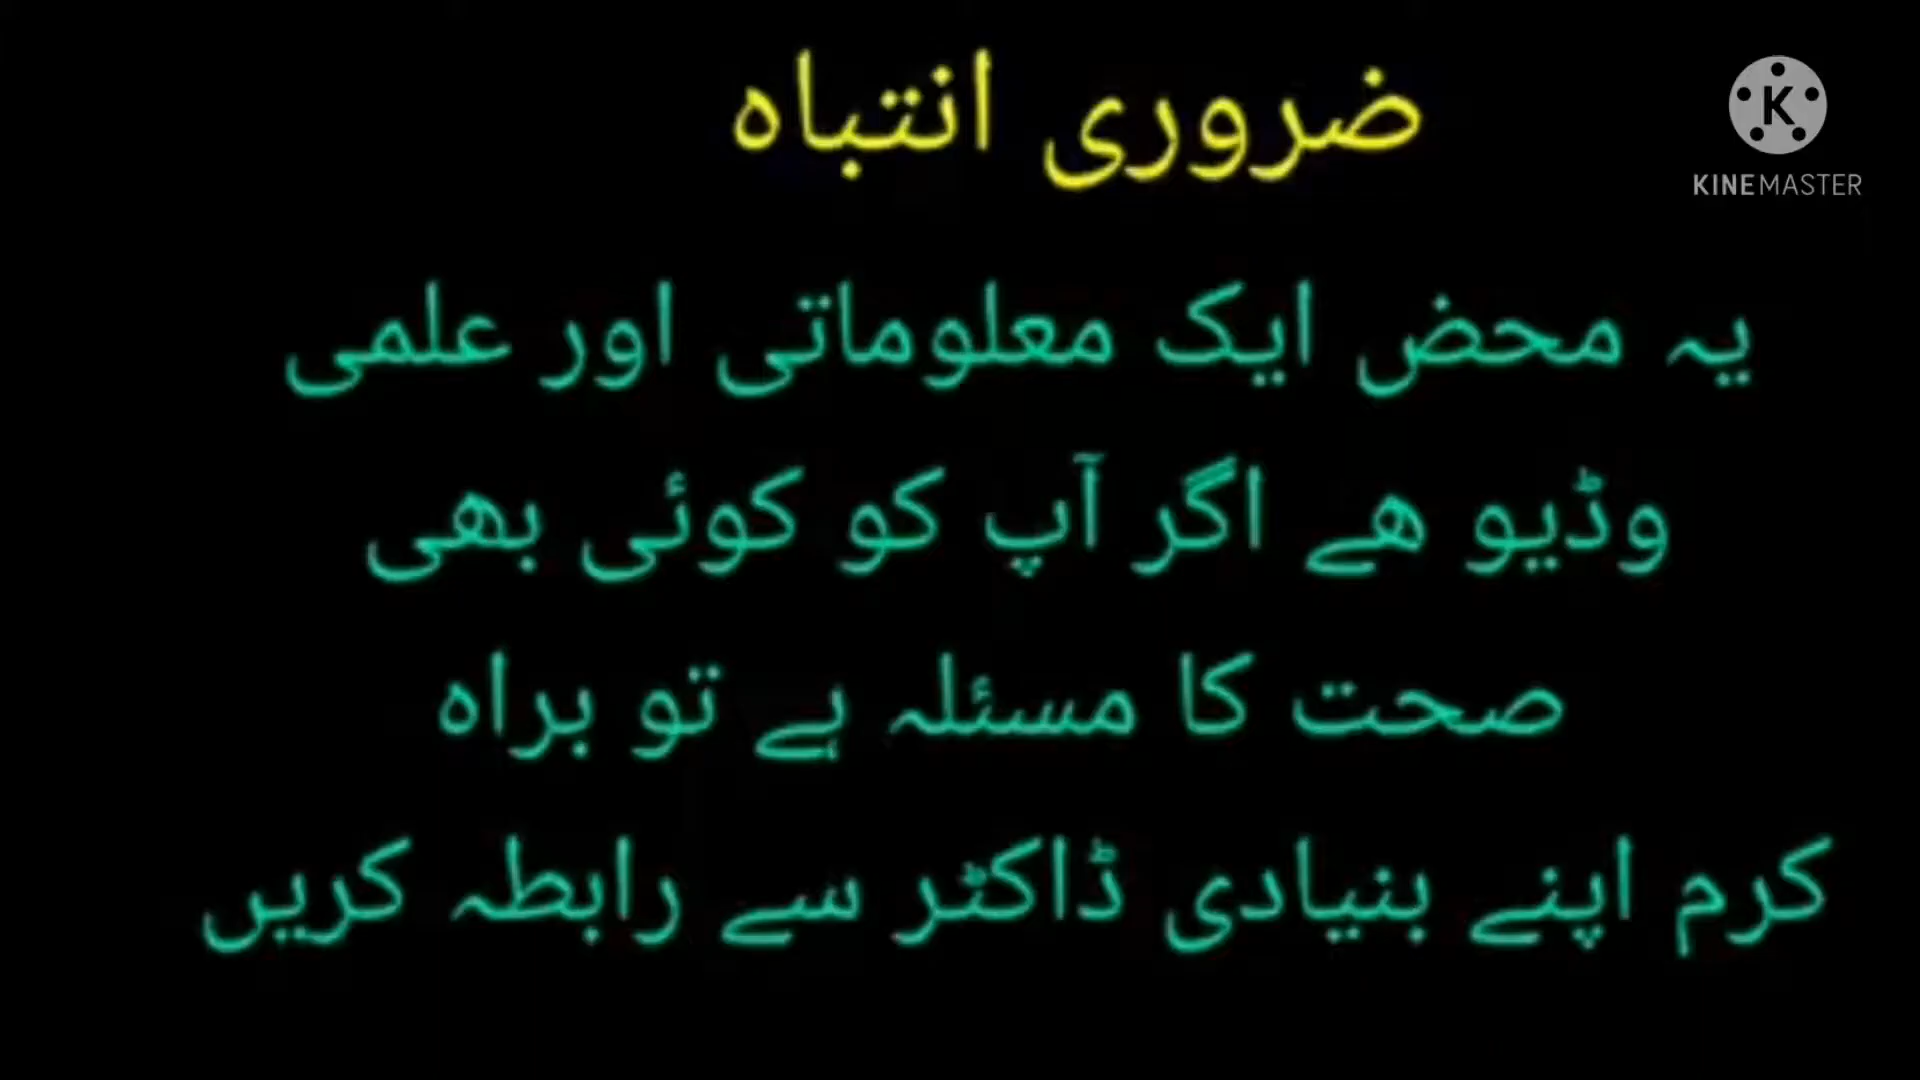 ضروری انتباہ
KINEMASTER
یہ محض ایک معلوماتی اور علمی
وڈیو ھے اگر آپ کو کوئی بھی
صحت کا مسئلہ ہے تو براہ
کرم اپنے بنیادی ڈاکٹر سے رابطہ کریں